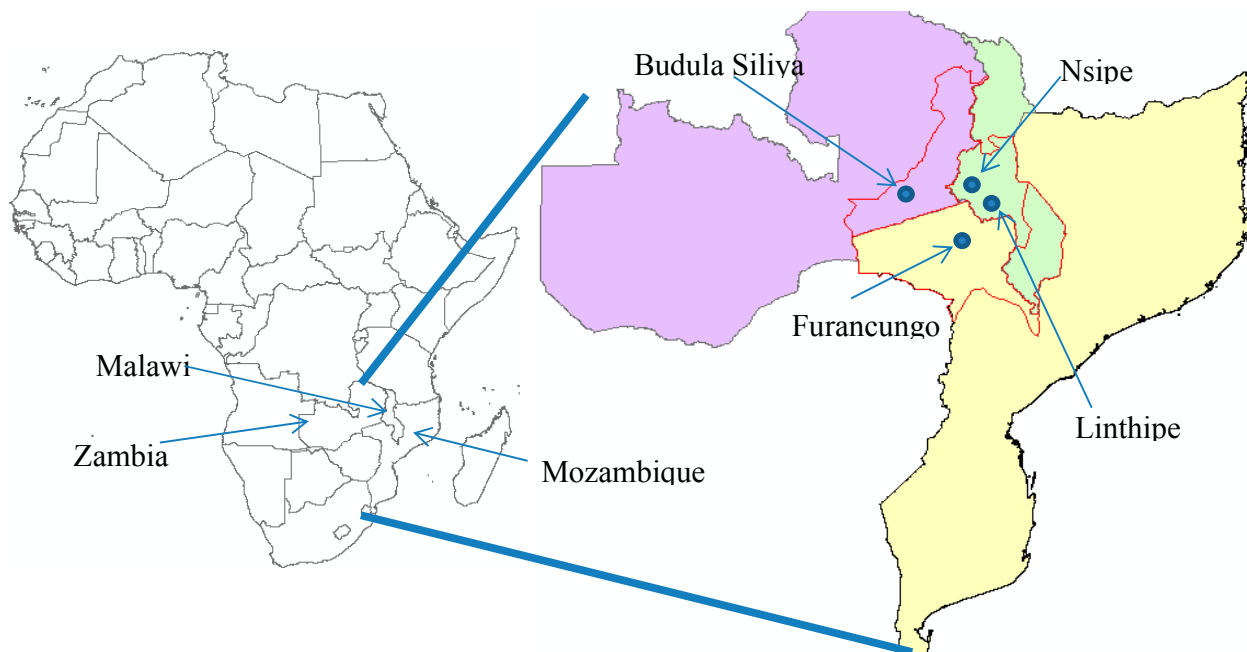 Budula Siliya
Nsipe
Furancungo
Malawi
Linthipe
Zambia
Mozambique